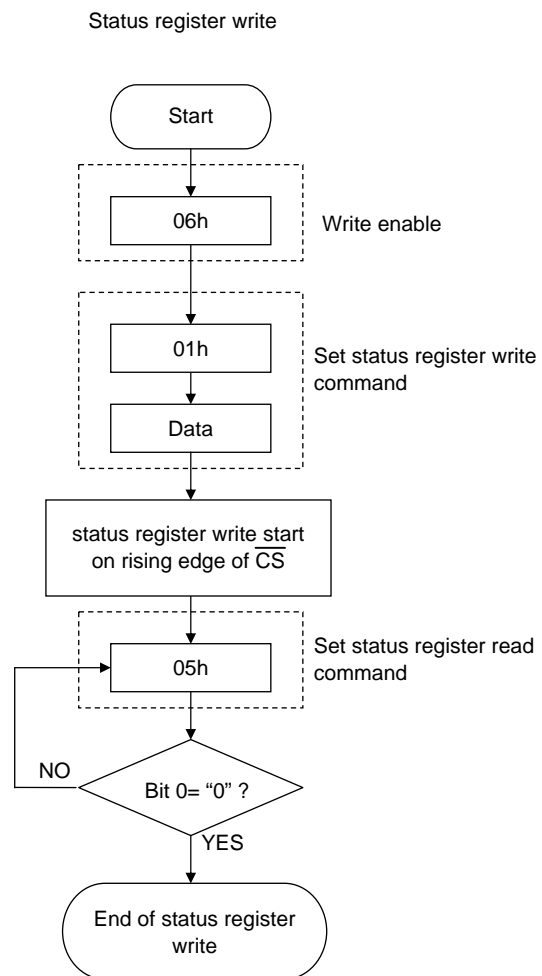 Status register write
Start
06h
Write enable
01h
Set status register write
command
Data
status register write start
on rising edge of C̅S̅
05h
Set status register read
command
NO
Bit 0= “0” ?
YES
End of status register
write